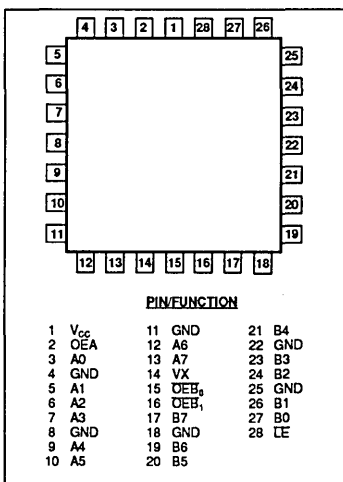 4 3 2 1 28 27 26
5 25
6 24
7 23
8 22
9 21
10 20
11 19
12 13 14 15 16 17 18
PIN/FUNCTION
1 VCC 11 GND 21 B4
2 OEA 12 A6 22 GND
3 A0 13 A7 23 B3
4 GND 14 VX 24 B2
5 A1 15 O̅E̅B̅0 25 GND
6 A2 16 O̅E̅B̅1 26 B1
7 A3 17 B7 27 B0
8 GND 18 GND 28 L̅E̅
9 A4 19 B6
10 A5 20 B5